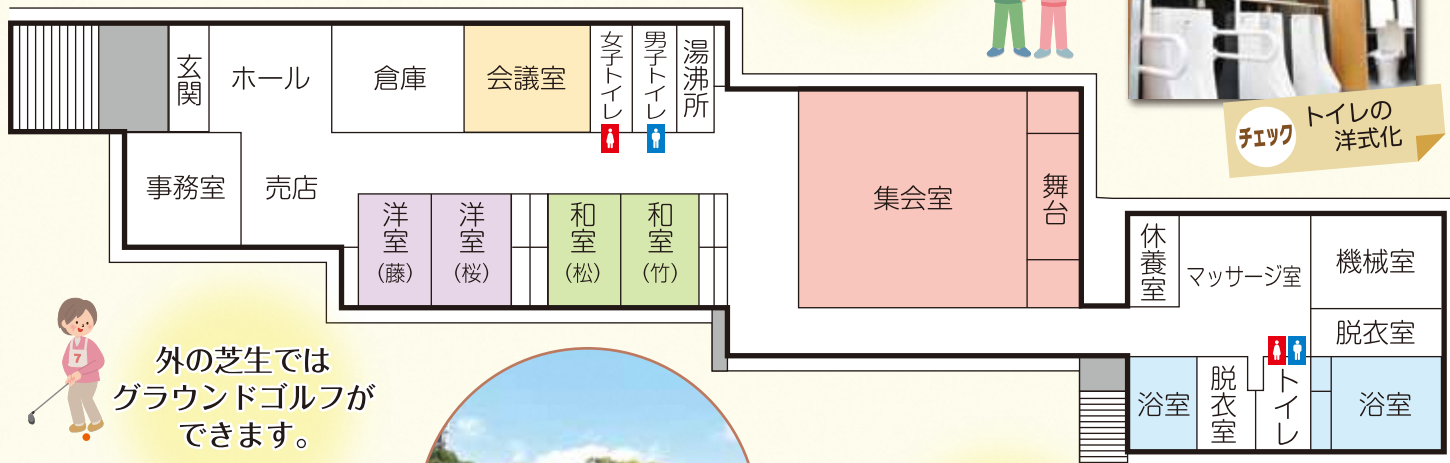 玄関
ホール
倉庫
会議室
女子トイレ
男子トイレ
湯沸所
事務室
売店
洋室
(藤)
洋室
(桜)
和室
(松)
和室
(竹)
集会室
舞台
休養室
マッサージ室
機械室
脱衣室
浴室
脱衣室
トイレ
浴室
チェック
トイレの
洋式化
7
外の芝生では
グラウンドゴルフが
できます。